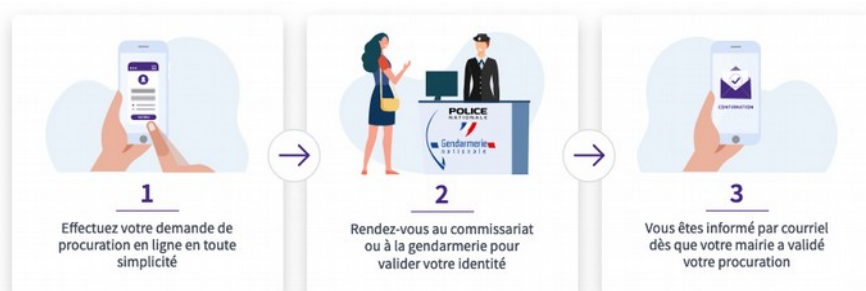 CONFIRMATION
POLICE
NATIONALE
Gendarmerie
nationale
1
Effectuez votre demande de
procuration en ligne en toute
simplicité
2
Rendez-vous au commissariat
ou à la gendarmerie pour
valider votre identité
3
Vous êtes informé par courriel
dès que votre mairie a validé
votre procuration